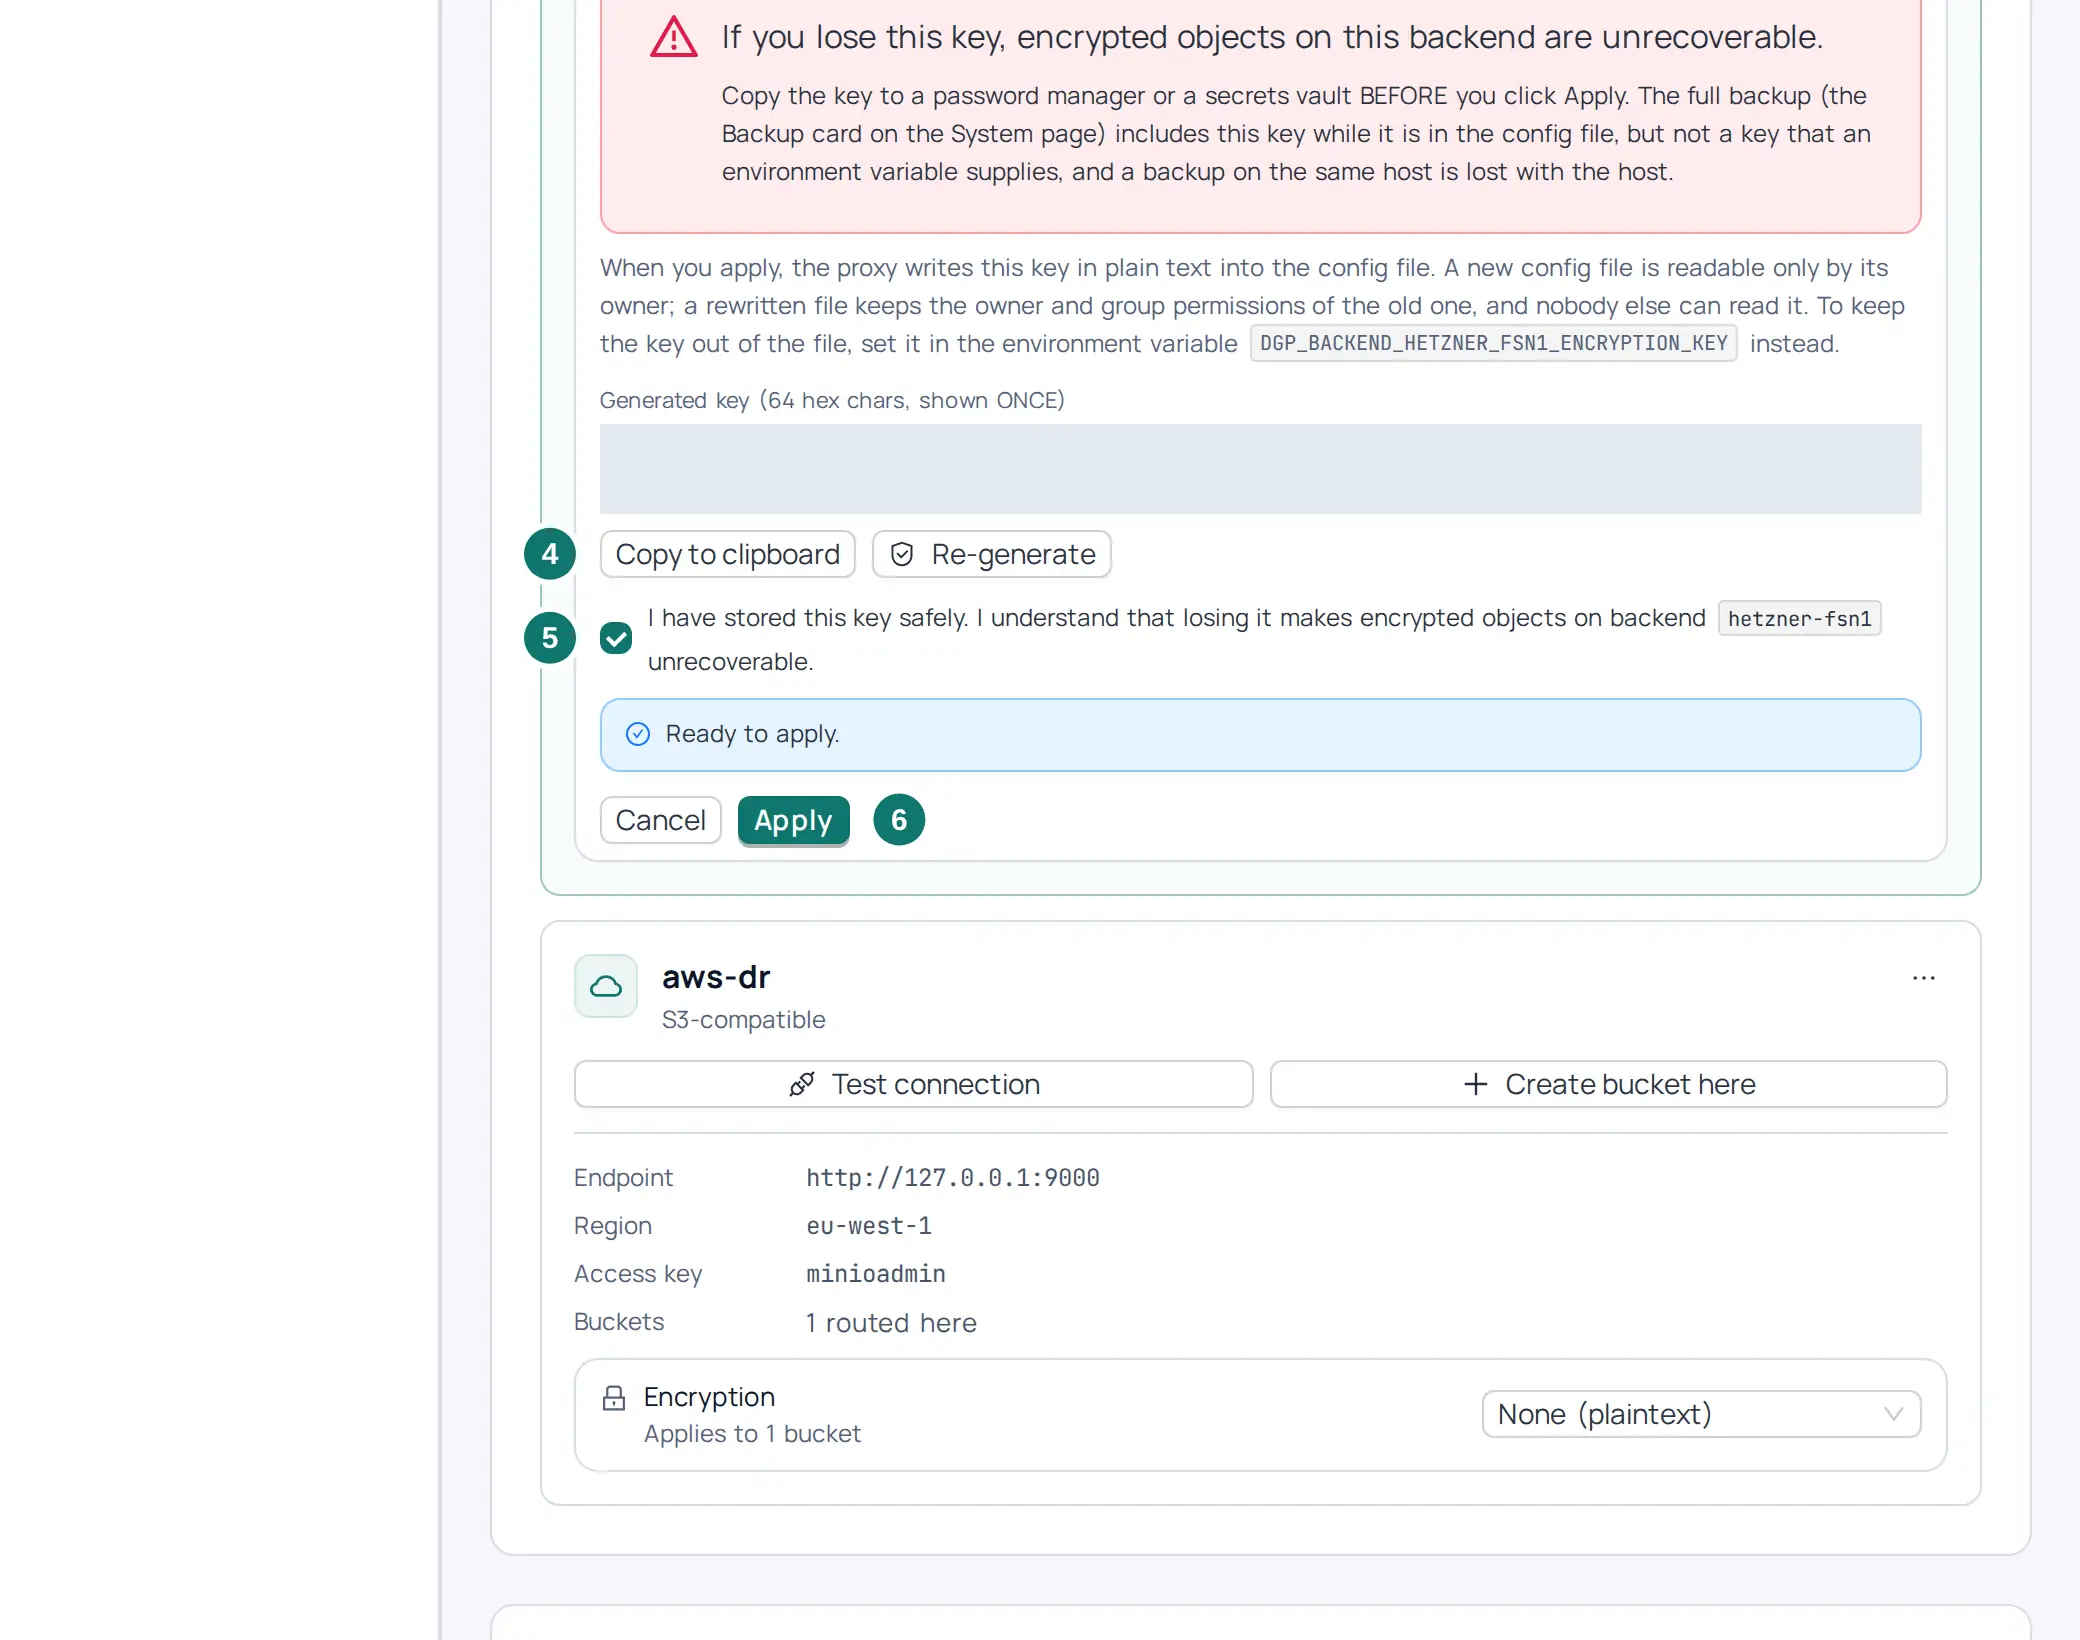 If you lose this key, encrypted objects on this backend are unrecoverable.
Copy the key to a password manager or a secrets vault BEFORE you click Apply. The full backup (the
Backup card on the System page) includes this key while it is in the config file, but not a key that an
environment variable supplies, and a backup on the same host is lost with the host.
When you apply, the proxy writes this key in plain text into the config file. A new config file is readable only by its
owner; a rewritten file keeps the owner and group permissions of the old one, and nobody else can read it. To keep
the key out of the file, set it in the environment variable DGP_BACKEND_HETZNER_FSN1_ENCRYPTION_KEY instead.
Generated key (64 hex chars, shown ONCE)
4 Copy to clipboard Re-generate
5 I have stored this key safely. I understand that losing it makes encrypted objects on backend hetzner-fsn1
unrecoverable.
Ready to apply.
Cancel Apply 6
aws-dr
S3-compatible
Test connection Create bucket here
Endpoint http://127.0.0.1:9000
Region eu-west-1
Access key minioadmin
Buckets 1 routed here
Encryption None (plaintext)
Applies to 1 bucket